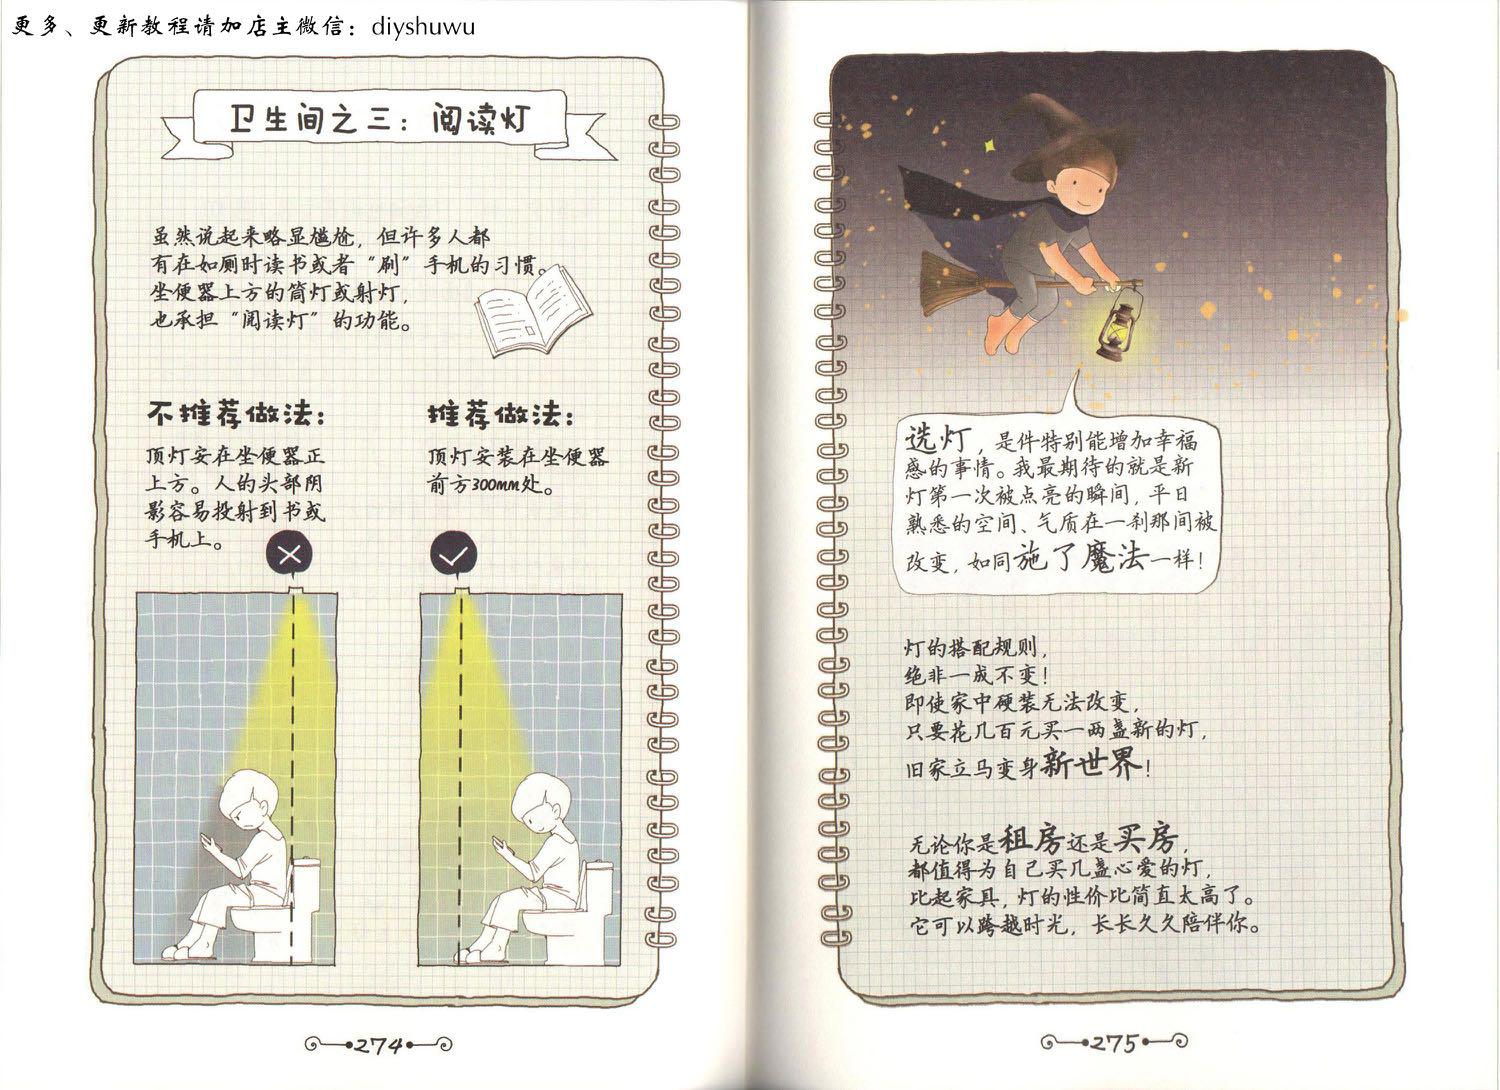 更多、更新教程请加店主微信：diyshuwu
卫生间之三：阅读灯
虽然说起来略显尴尬，但许多人都
有在如厕时读书或者“刷”手机的习惯。
坐便器上方的筒灯或射灯，
也承担“阅读灯”的功能。
不推荐做法：
顶灯安在坐便器正
上方。人的头部阴
影容易投射到书或
手机上。
推荐做法：
顶灯安装在坐便器
前方300mm处。
274
选灯，是件特别能增加幸福
感的事情。我最期待的就是新
灯第一次被点亮的瞬间，平日
熟悉的空间、气质在一刹那间被
改变，如同施了魔法一样！
灯的搭配规则，
绝非一成不变！
即使家中硬装无法改变，
只要花几百元买一两盏新的灯，
旧家立马变身新世界！
无论你是租房还是买房，
都值得为自己买几盏心爱的灯，
比起家具，灯的性价比简直太高了。
它可以跨越时光，长长久久陪伴你。
275